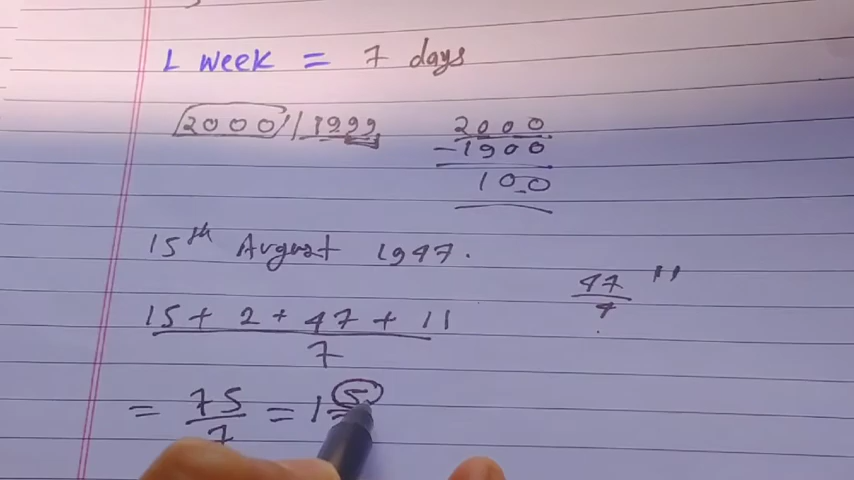 1 week = 7 days
2000 / 1999
2000
-1900
100
15th August 1947.
47 "
4
15 + 2 + 47 + 11
7
= 75 = 1 5
7